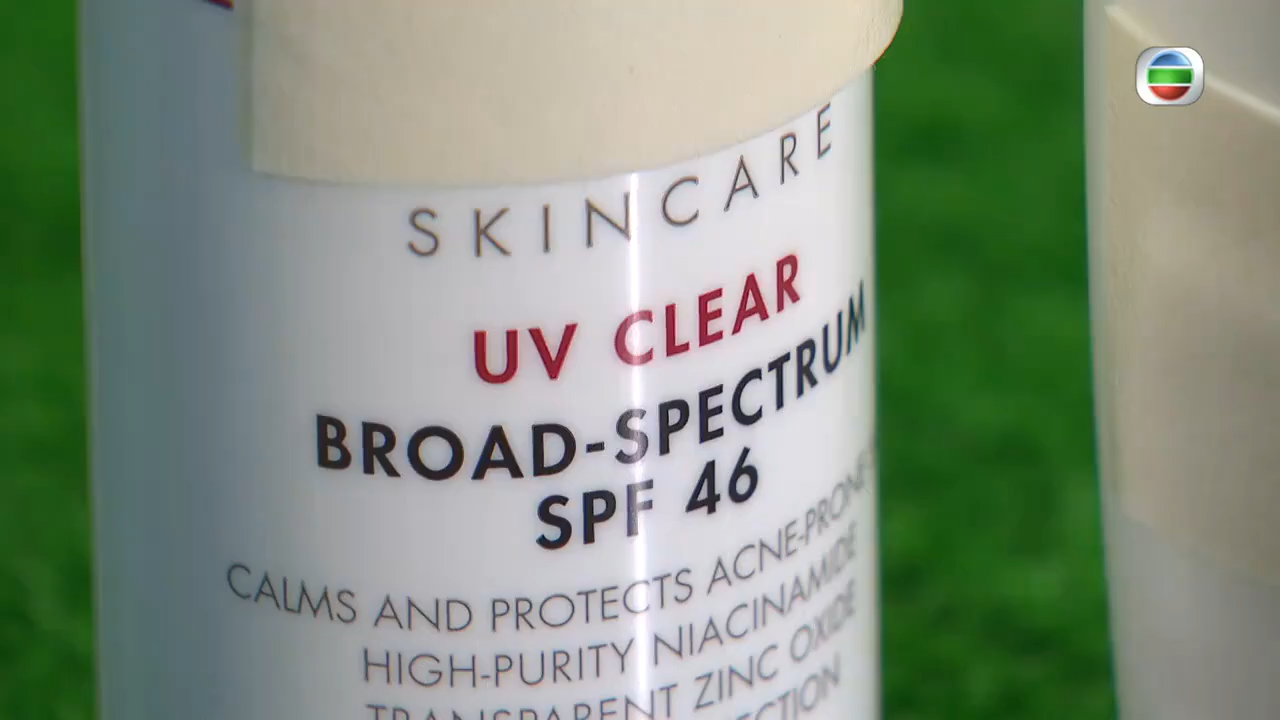 SKINCARE
UV CLEAR
BROAD-SPECTRUM
SPF 46
CALMS AND PROTECTS ACNE-PRONE
HIGH-PURITY NIACINAMIDE
TRANSPARENT ZINC OXIDE